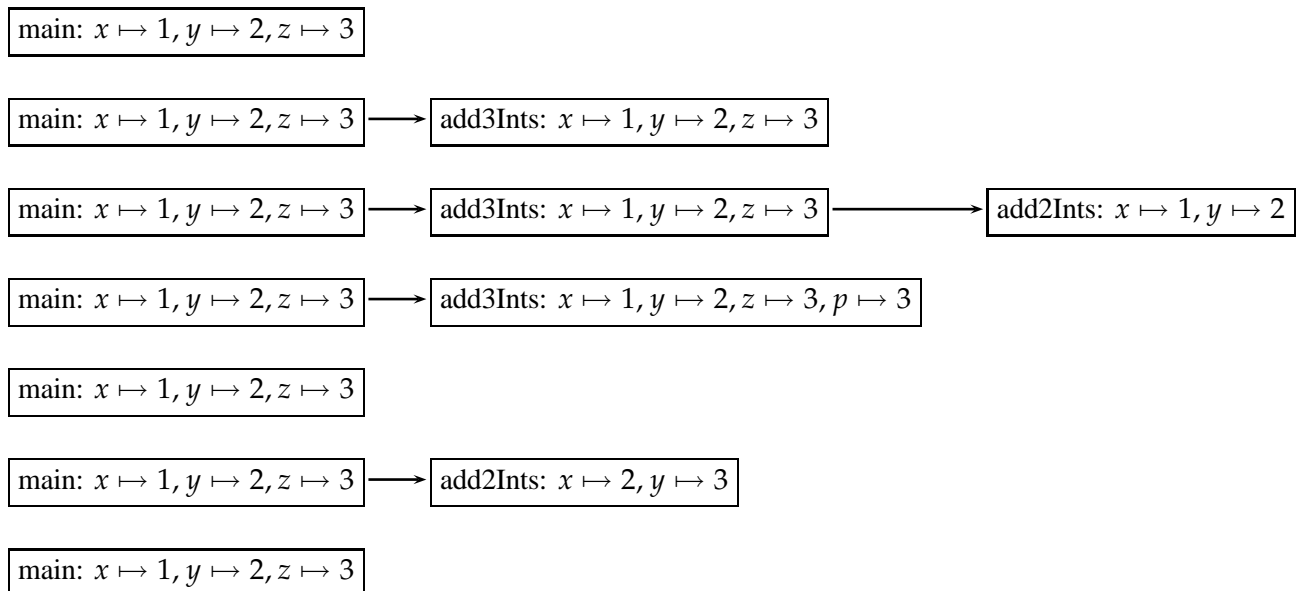 main: x ↦ 1, y ↦ 2, z ↦ 3
main: x ↦ 1, y ↦ 2, z ↦ 3 add3Ints: x ↦ 1, y ↦ 2, z ↦ 3
main: x ↦ 1, y ↦ 2, z ↦ 3 add3Ints: x ↦ 1, y ↦ 2, z ↦ 3 add2Ints: x ↦ 1, y ↦ 2
main: x ↦ 1, y ↦ 2, z ↦ 3 add3Ints: x ↦ 1, y ↦ 2, z ↦ 3, p ↦ 3
main: x ↦ 1, y ↦ 2, z ↦ 3
main: x ↦ 1, y ↦ 2, z ↦ 3 add2Ints: x ↦ 2, y ↦ 3
main: x ↦ 1, y ↦ 2, z ↦ 3